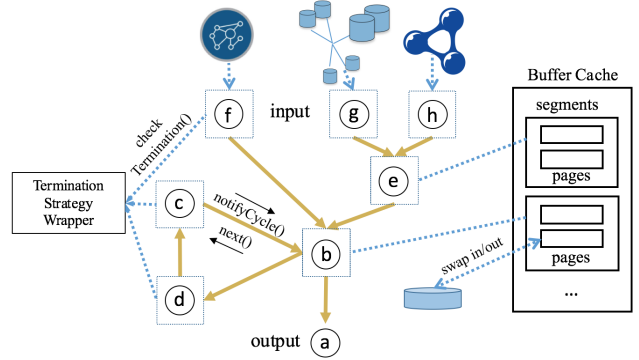 Buffer Cache
segments
pages
pages
...
f
input
g
h
check
Termination()
Termination
Strategy
Wrapper
c
notifyCycle()
next()
e
b
d
swap in/out
output
a